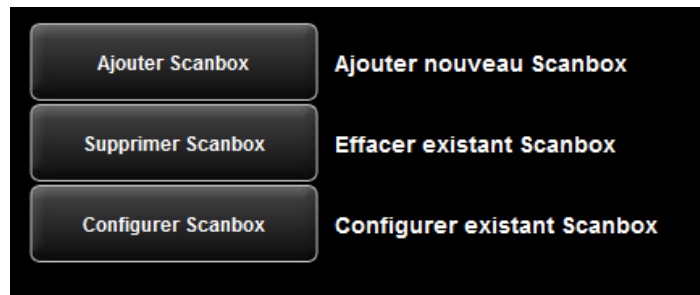 Ajouter Scanbox Ajouter nouveau Scanbox
Supprimer Scanbox Effacer existant Scanbox
Configurer Scanbox Configurer existant Scanbox